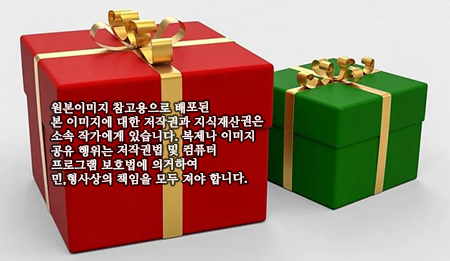 원본이미지 참고용으로 배포된
본 이미지에 대한 저작권과 지식재산권은
소속 작가에게 있습니다. 복제나 이미지
공유 행위는 저작권법 및 컴퓨터
프로그램 보호법에 의거하여
민,형사상의 책임을 모두 져야 합니다.